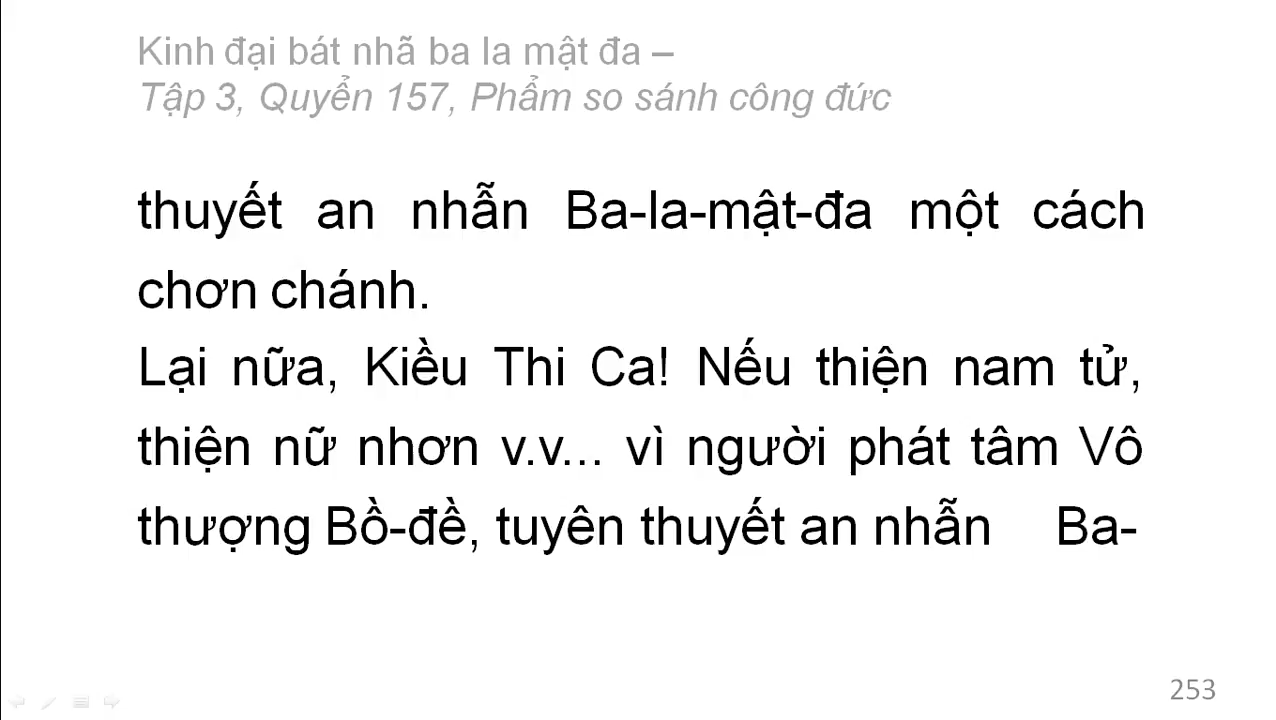 Kinh đại bát nhã ba la mật đa –
Tập 3, Quyển 157, Phẩm so sánh công đức
thuyết an nhẫn Ba-la-mật-đa một cách
chơn chánh.
Lại nữa, Kiều Thi Ca! Nếu thiện nam tử,
thiện nữ nhơn v.v... vì người phát tâm Vô
thượng Bồ-đề, tuyên thuyết an nhẫn Ba-
253